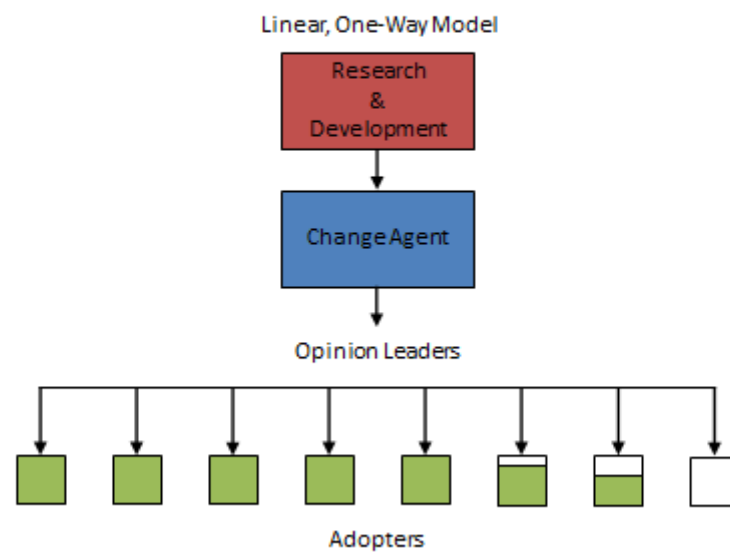 Linear, One-Way Model
Research
&
Development
Change Agent
Opinion Leaders
Adopters